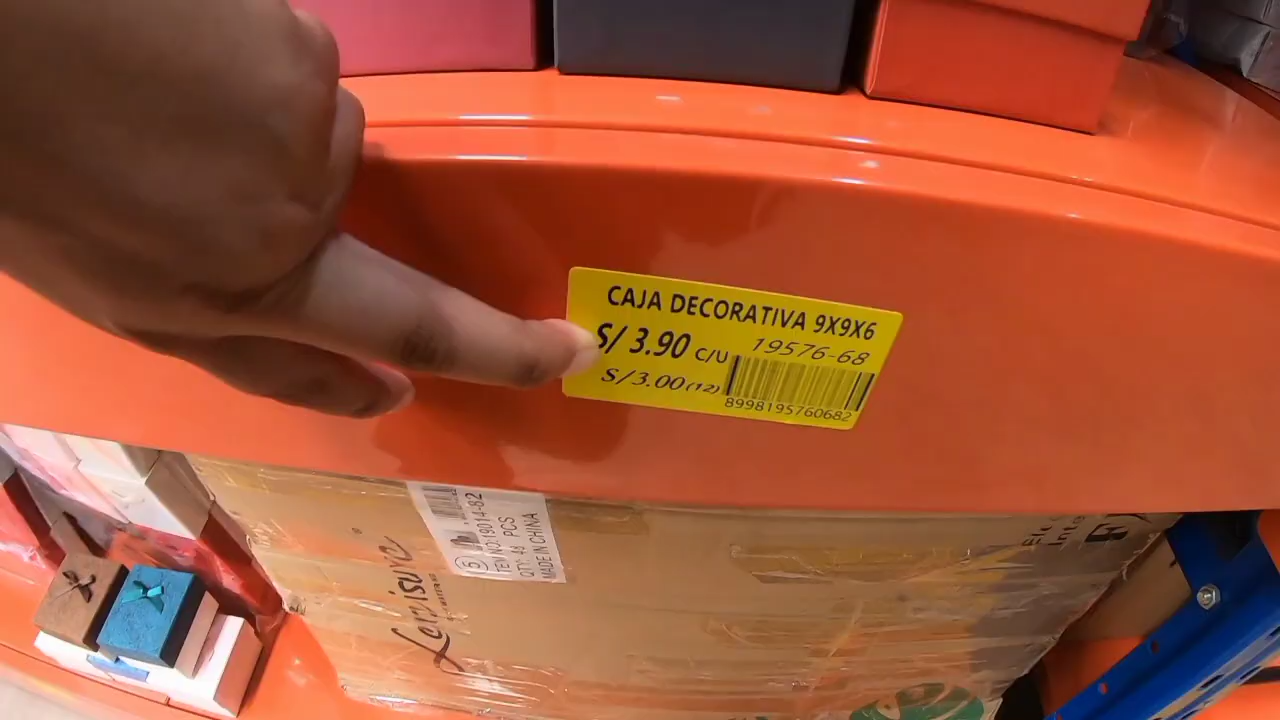 CAJA DECORATIVA 9X9X6
S/ 3.90 C/U 19576-68
S/3.00 (12)
8998195760682
QTY: 48 PCS
MADE IN CHINA